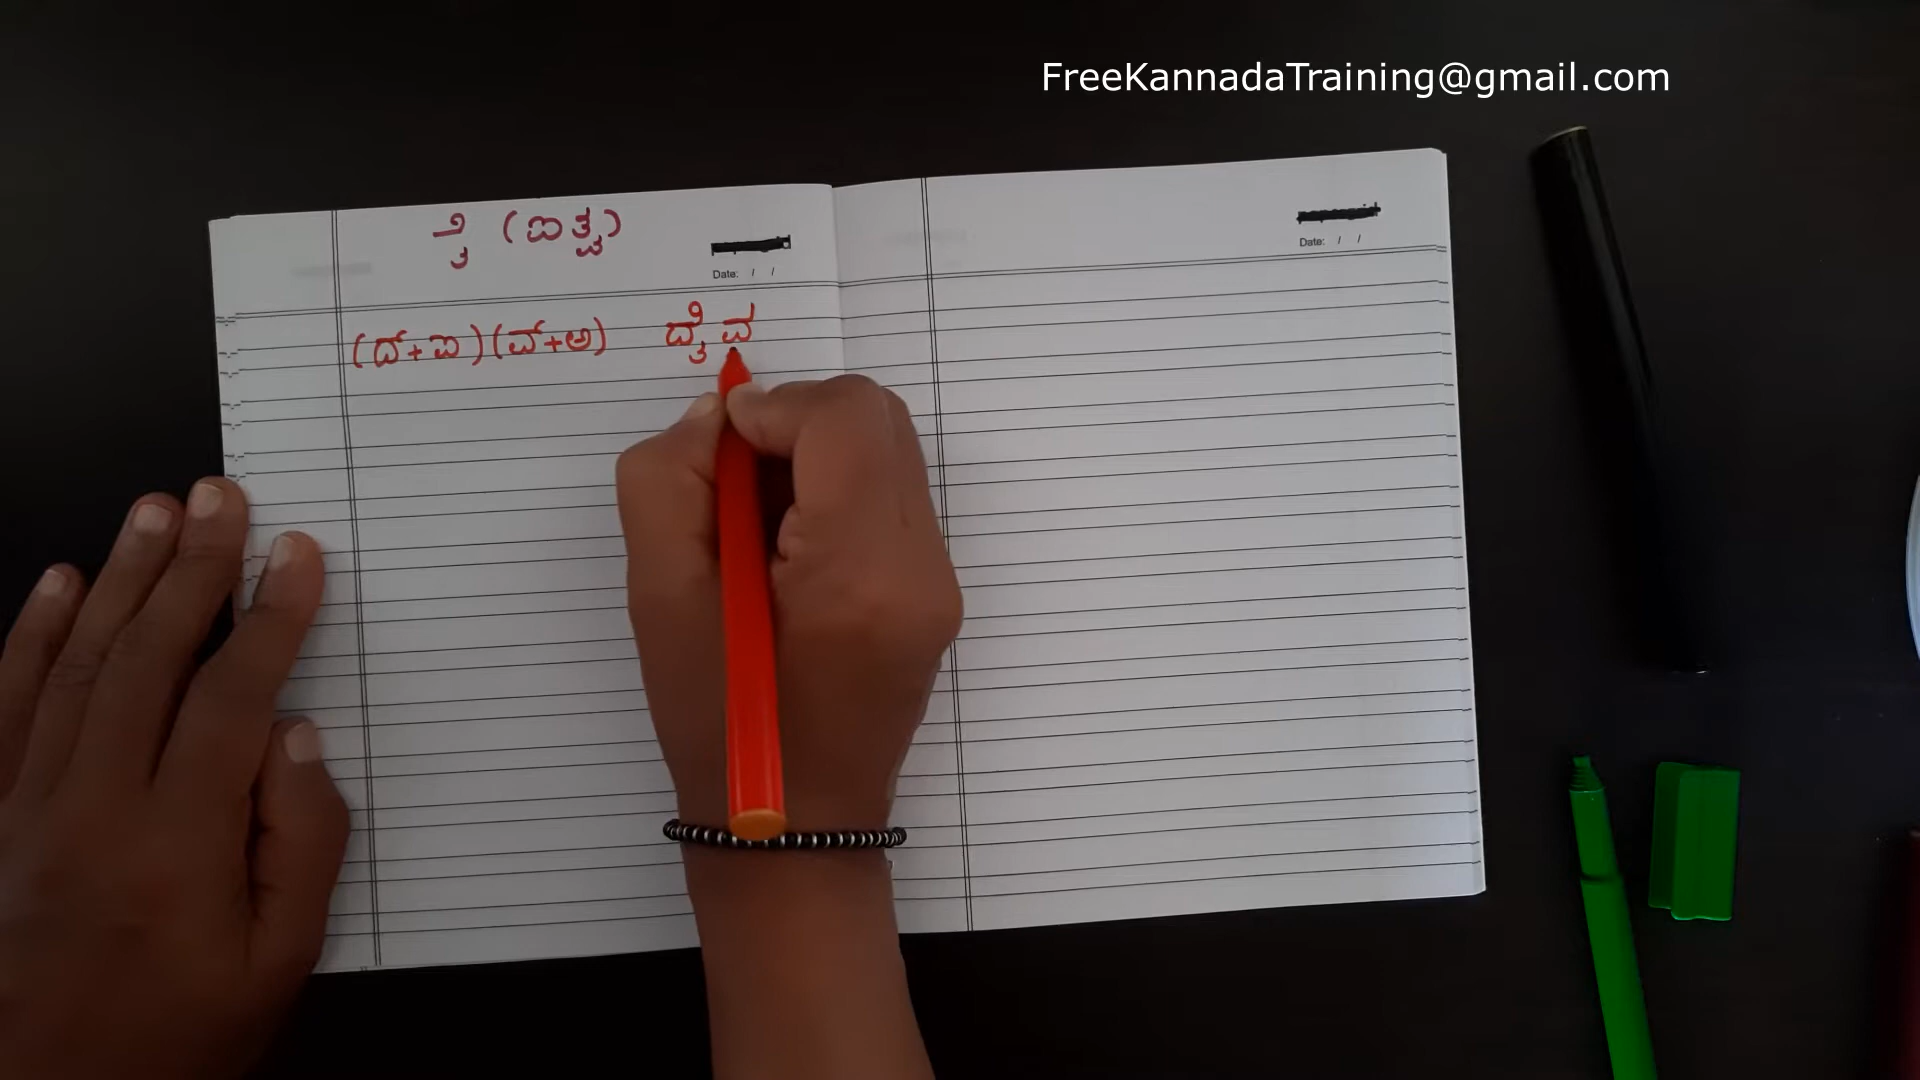 FreeKannadaTraining@gmail.com
ೈ (ಐತ್ವ)
Date: / /
Date: / /
(ದ್+ಐ)(ವ್+ಅ) ದೈವ